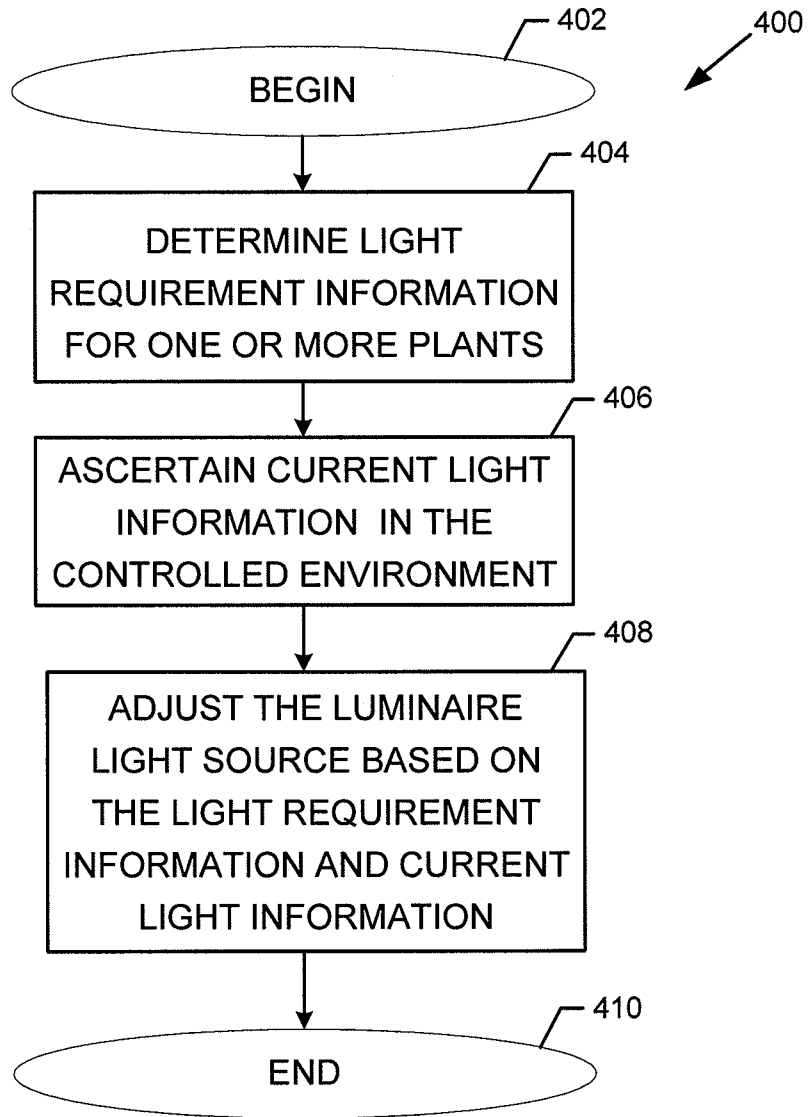 402
400
BEGIN
404
DETERMINE LIGHT
REQUIREMENT INFORMATION
FOR ONE OR MORE PLANTS
406
ASCERTAIN CURRENT LIGHT
INFORMATION IN THE
CONTROLLED ENVIRONMENT
408
ADJUST THE LUMINAIRE
LIGHT SOURCE BASED ON
THE LIGHT REQUIREMENT
INFORMATION AND CURRENT
LIGHT INFORMATION
410
END